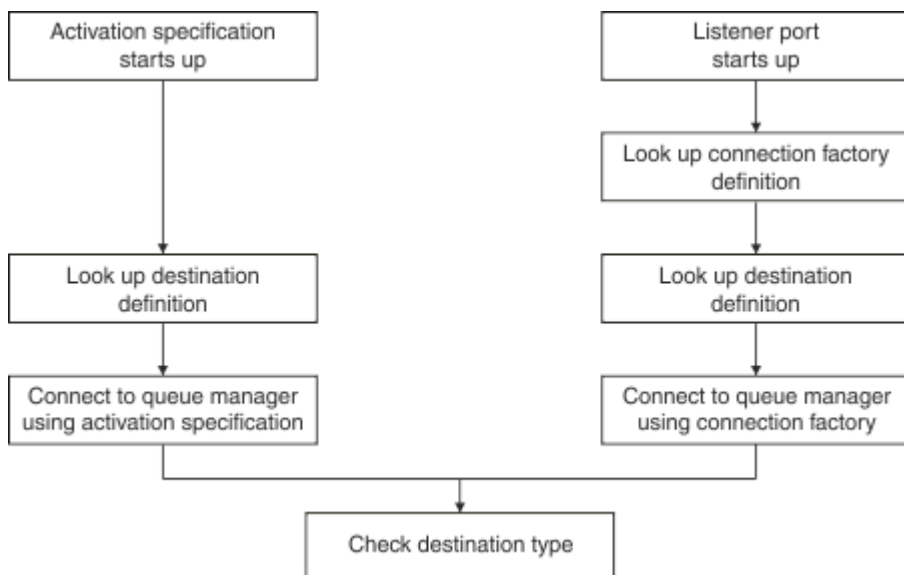 Activation specification
starts up
Listener port
starts up
Look up connection factory
definition
Look up destination
definition
Look up destination
definition
Connect to queue manager
using activation specification
Connect to queue manager
using connection factory
Check destination type